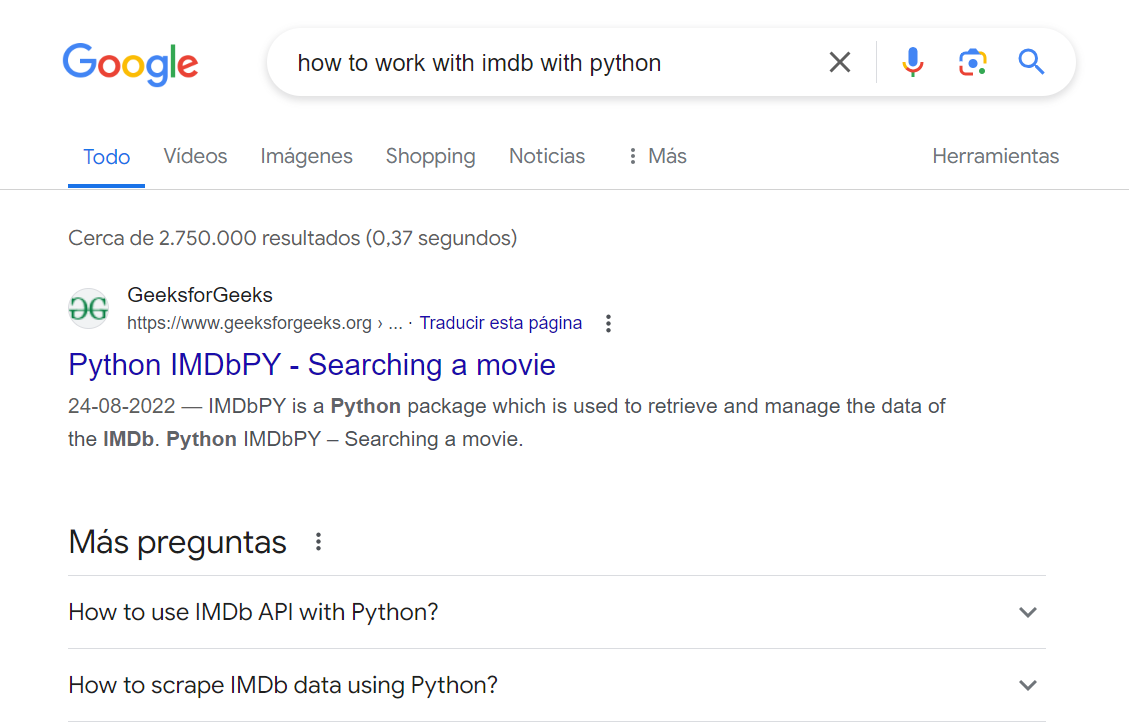 Google
how to work with imdb with python
Todo Vídeos Imágenes Shopping Noticias Más Herramientas
Cerca de 2.750.000 resultados (0,37 segundos)
GeeksforGeeks
https://www.geeksforgeeks.org › ... · Traducir esta página
Python IMDbPY - Searching a movie
24-08-2022 — IMDbPY is a Python package which is used to retrieve and manage the data of
the IMDb. Python IMDbPY – Searching a movie.
Más preguntas
How to use IMDb API with Python?
How to scrape IMDb data using Python?